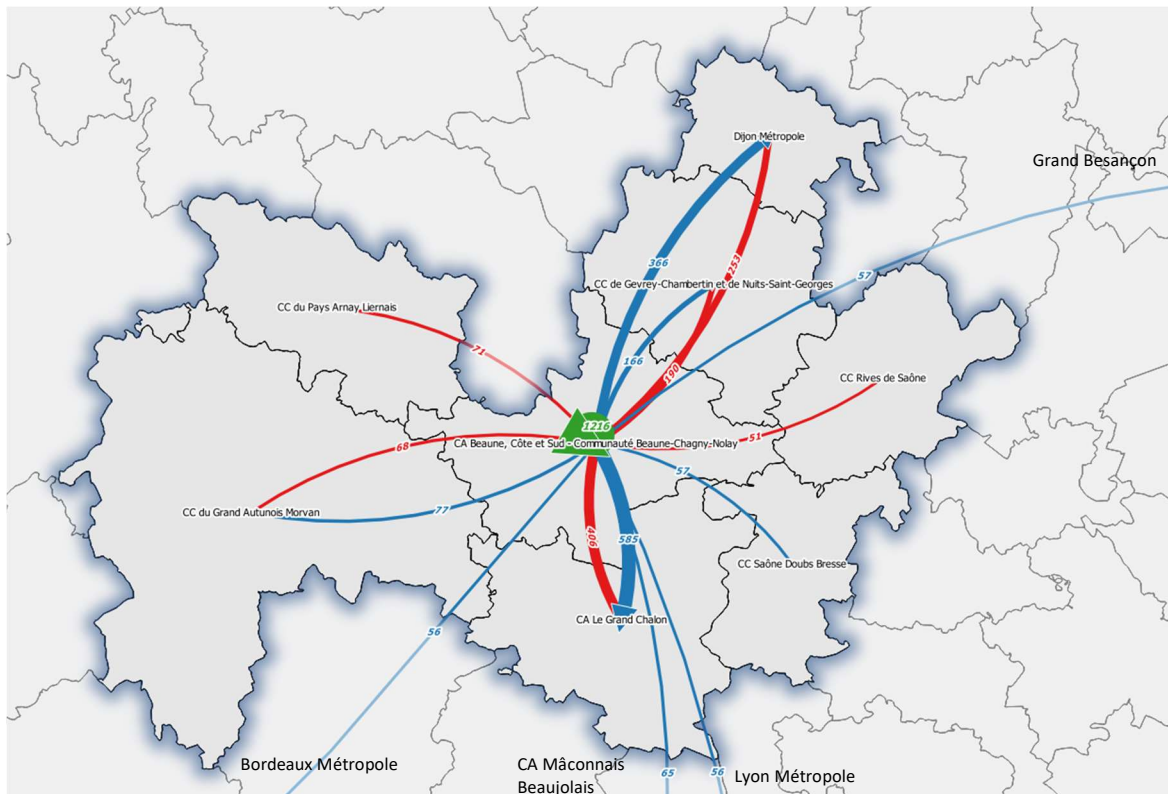 Dijon Métropole
Grand Besançon
253
366
57
CC de Gevrey-Chambertin et de Nuits-Saint-Georges
CC du Pays Arnay Liernais
71
166
190
CC Rives de Saône
1216
51
CA Beaune, Côte et Sud - Communauté Beaune-Chagny-Nolay
68
57
77
CC du Grand Autunois Morvan
406
585
CC Saône Doubs Bresse
CA Le Grand Chalon
56
Bordeaux Métropole
CA Mâconnais
Beaujolais
65
56
Lyon Métropole